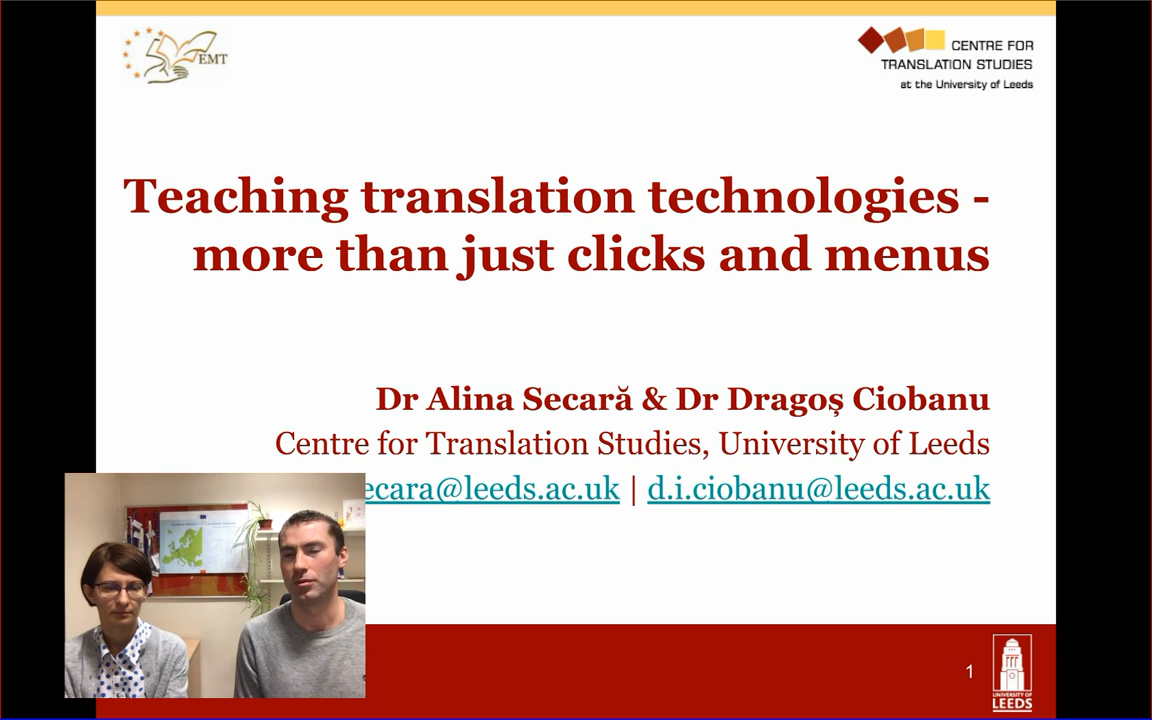 EMT
CENTRE FOR
TRANSLATION STUDIES
at the University of Leeds
Teaching translation technologies -
more than just clicks and menus
Dr Alina Secară & Dr Dragoș Ciobanu
Centre for Translation Studies, University of Leeds
ecara@leeds.ac.uk | d.i.ciobanu@leeds.ac.uk
1
UNIVERSITY OF
LEEDS